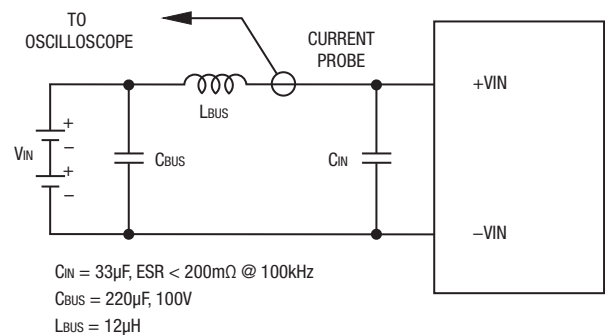 TO
OSCILLOSCOPE
CURRENT
PROBE
LBUS
+VIN
VIN
+
−
+
−
CBUS
CIN
−VIN
CIN = 33µF, ESR < 200mΩ @ 100kHz
CBUS = 220µF, 100V
LBUS = 12µH